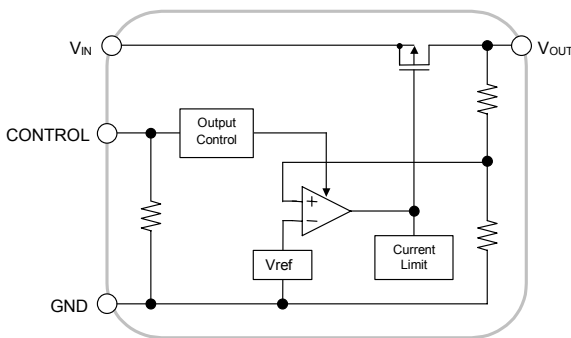 VIN
VOUT
CONTROL
Output
Control
+
−
Vref
Current
Limit
GND